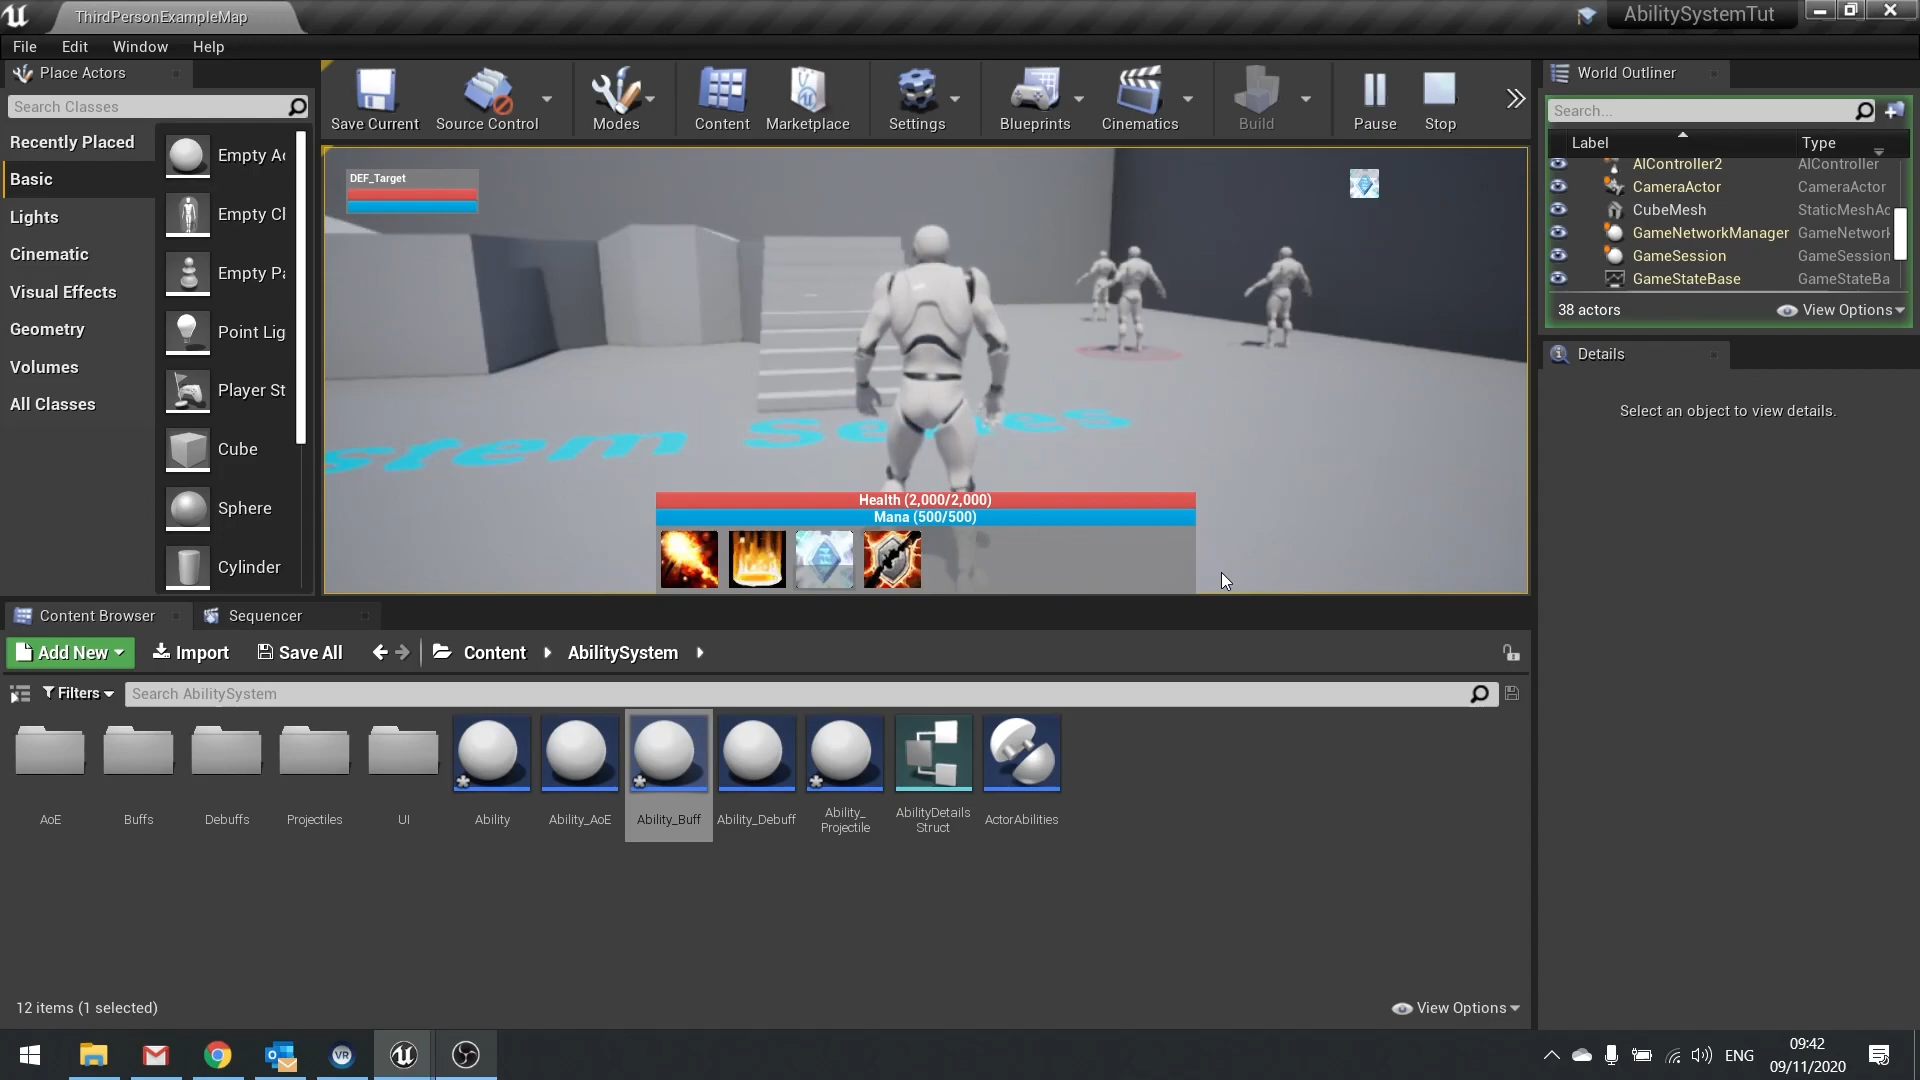 ThirdPersonExampleMap
AbilitySystemTut
File Edit Window Help
Place Actors
Search Classes
Recently Placed
Basic
Lights
Cinematic
Visual Effects
Geometry
Volumes
All Classes
Empty Ac
Empty Cl
Empty Pa
Point Lig
Player St
Cube
Sphere
Cylinder
Save Current
Source Control
Modes
Content
Marketplace
Settings
Blueprints
Cinematics
Build
Pause
Stop
DEF_Target
stem Series
Health (2,000/2,000)
Mana (500/500)
World Outliner
Search...
Label Type
AIController2 AIController
CameraActor CameraActor
CubeMesh StaticMeshAc
GameNetworkManager GameNetwork
GameSession GameSession
GameStateBase GameStateBa
38 actors
View Options
Details
Select an object to view details.
Content Browser
Sequencer
Add New
Import
Save All
Content
AbilitySystem
Filters
Search AbilitySystem
AoE
Buffs
Debuffs
Projectiles
UI
Ability
Ability_AoE
Ability_Buff
Ability_Debuff
Ability_
Projectile
AbilityDetails
Struct
ActorAbilities
12 items (1 selected)
View Options
VR
ENG
09:42
09/11/2020